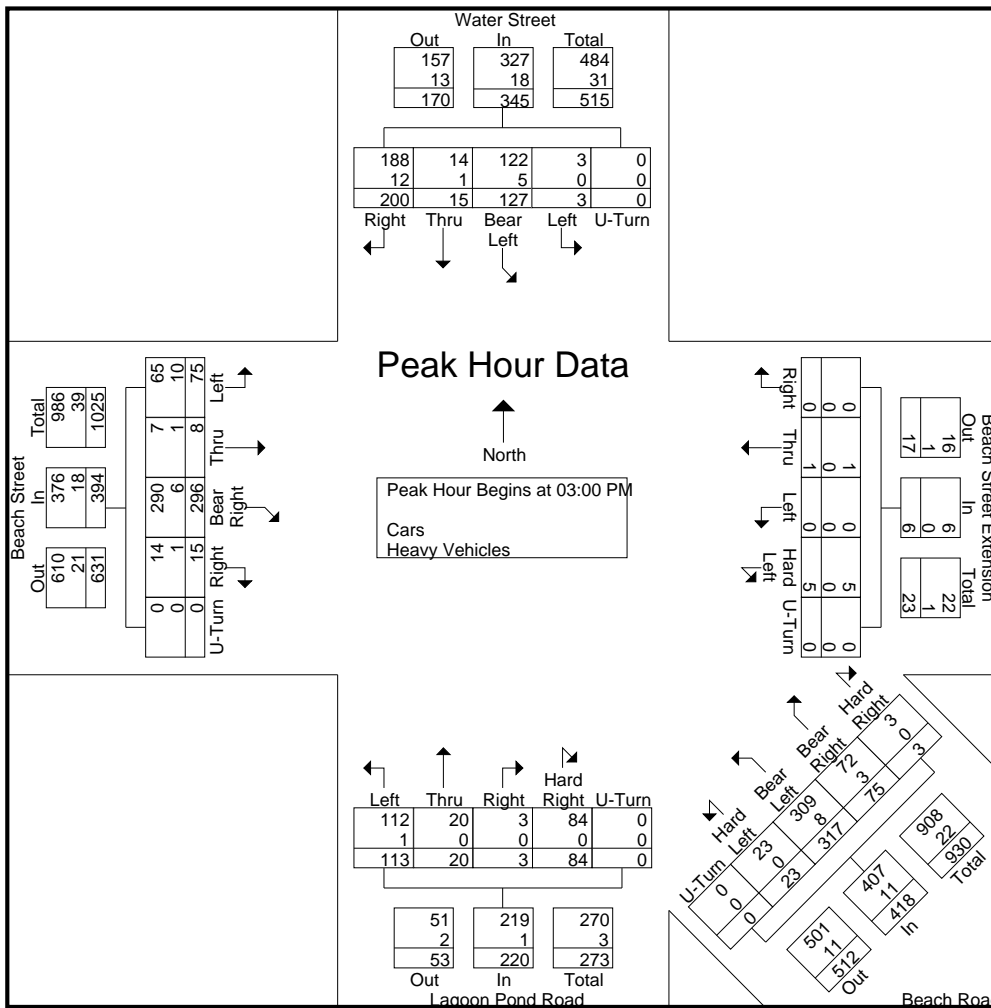 Water Street
Out In Total
157 327 484
13 18 31
170 345 515
188 14 122 3 0
12 1 5 0 0
200 15 127 3 0
Right Thru Bear Left Left U-Turn
Peak Hour Data
North
Peak Hour Begins at 03:00 PM
Cars
Heavy Vehicles
Beach Street
Total In Out
986 376 610
39 18 21
1025 394 631
65 7 290 14 0
10 1 6 1 0
75 8 296 15 0
Left Thru Bear Right Right U-Turn
Right Thru Left Hard Left U-Turn
0 1 0 5 0
0 0 0 0 0
0 1 0 5 0
Beach Street Extension
Out In Total
16 6 22
1 0 1
17 6 23
Left Thru Right Hard Right U-Turn
112 20 3 84 0
1 0 0 0 0
113 20 3 84 0
51 219 270
2 1 3
53 220 273
Out In Total
Lagoon Pond Road
U-Turn Hard Left Bear Left Bear Right Hard Right
0 23 309 72 3
0 0 8 3 0
0 23 317 75 3
501 407 908
11 11 22
512 418 930
Out In Total
Beach Roa